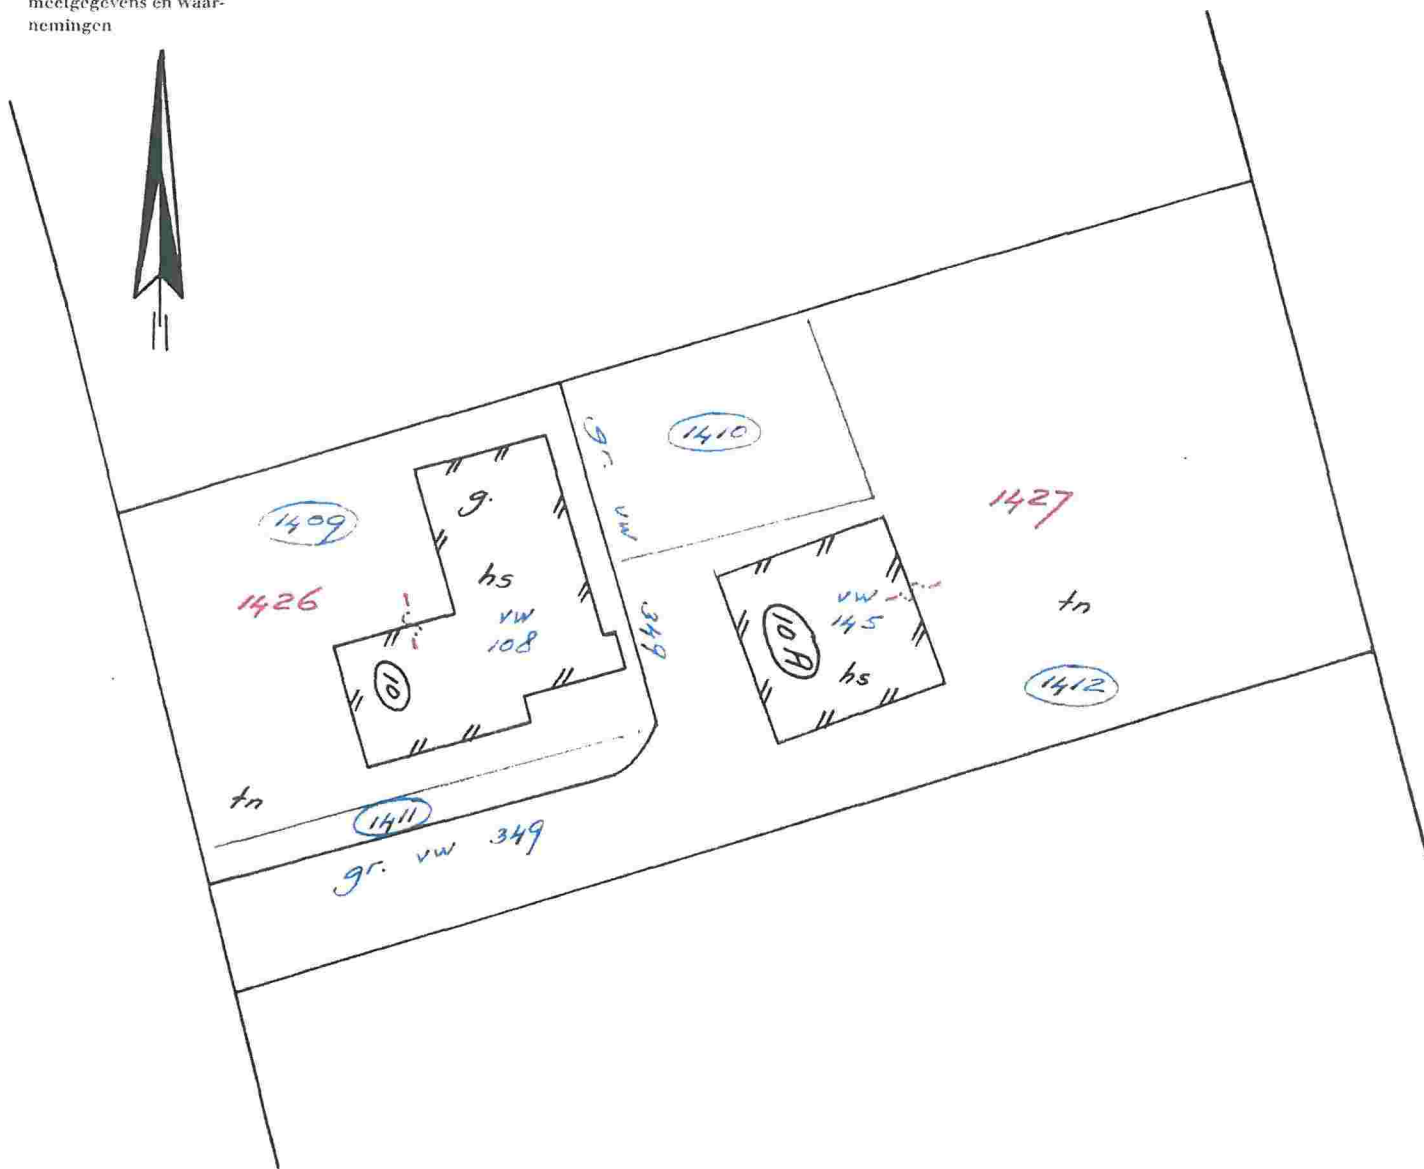 meetgegevens en waar-
nemingen
1410
gr. vw 349
g.
1427
1409
hs
1426
vw
108
vw
145
10A
hs
tn
10
1412
tn
1411
gr. vw 349